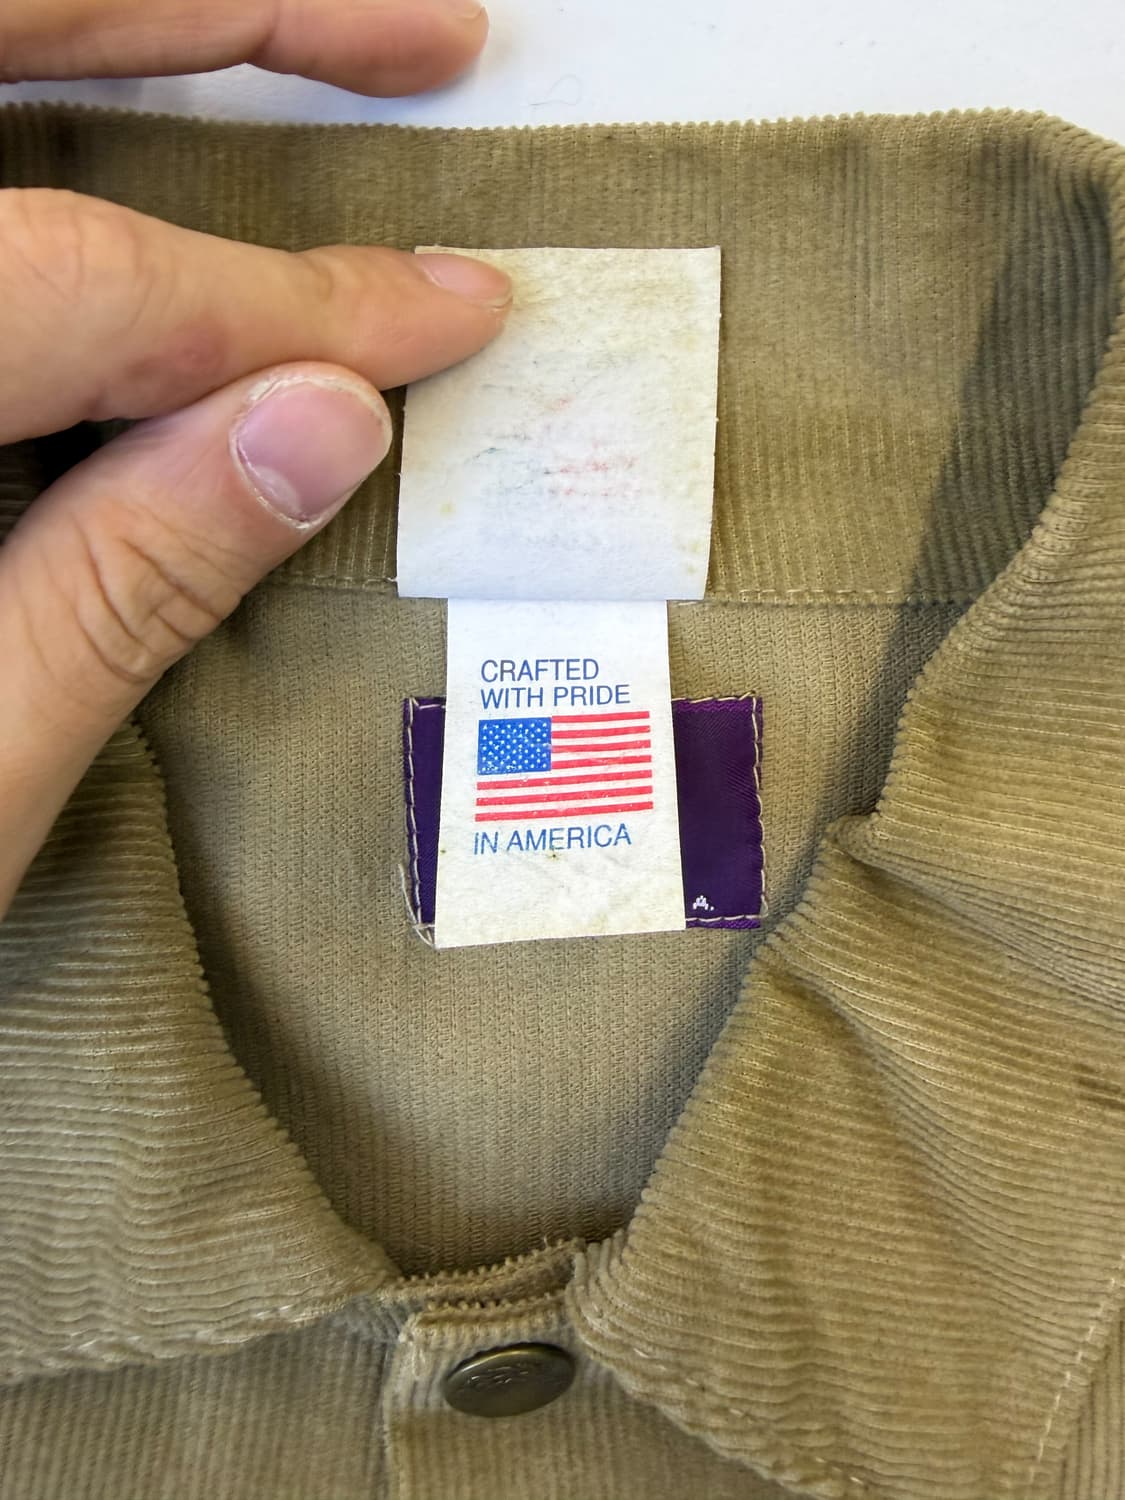 CRAFTED
WITH PRIDE
IN AMERICA
A.